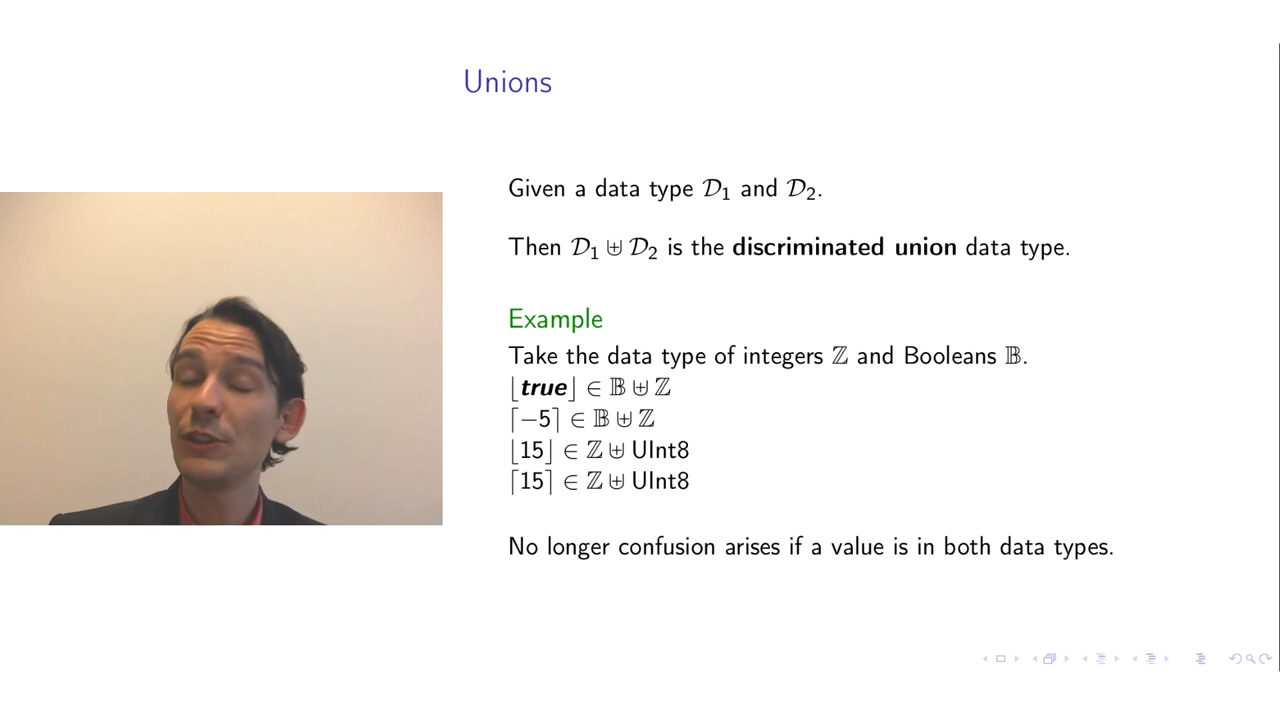 Unions
Given a data type 𝒟₁ and 𝒟₂.
Then 𝒟₁ ⊎ 𝒟₂ is the discriminated union data type.
Example
Take the data type of integers ℤ and Booleans 𝔹.
⌊true⌋ ∈ 𝔹 ⊎ ℤ
⌈−5⌉ ∈ 𝔹 ⊎ ℤ
⌊15⌋ ∈ ℤ ⊎ UInt8
⌈15⌉ ∈ ℤ ⊎ UInt8
No longer confusion arises if a value is in both data types.